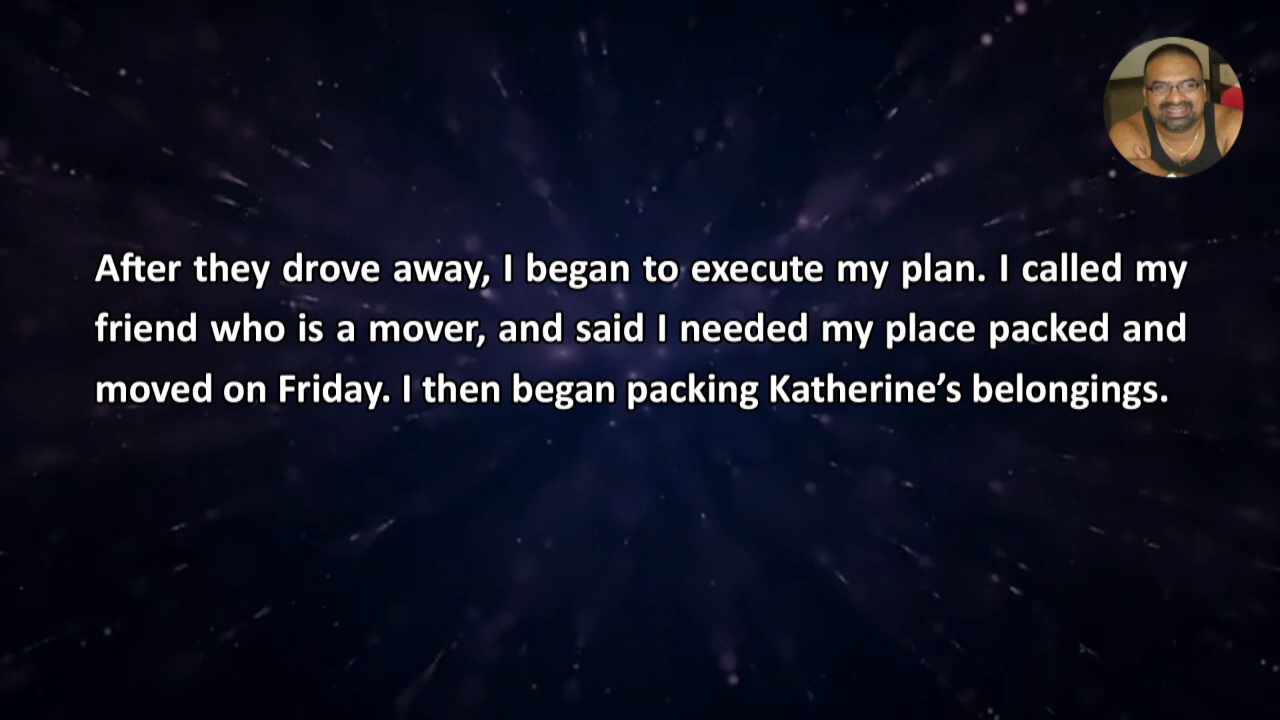 After they drove away, I began to execute my plan. I called my
friend who is a mover, and said I needed my place packed and
moved on Friday. I then began packing Katherine’s belongings.